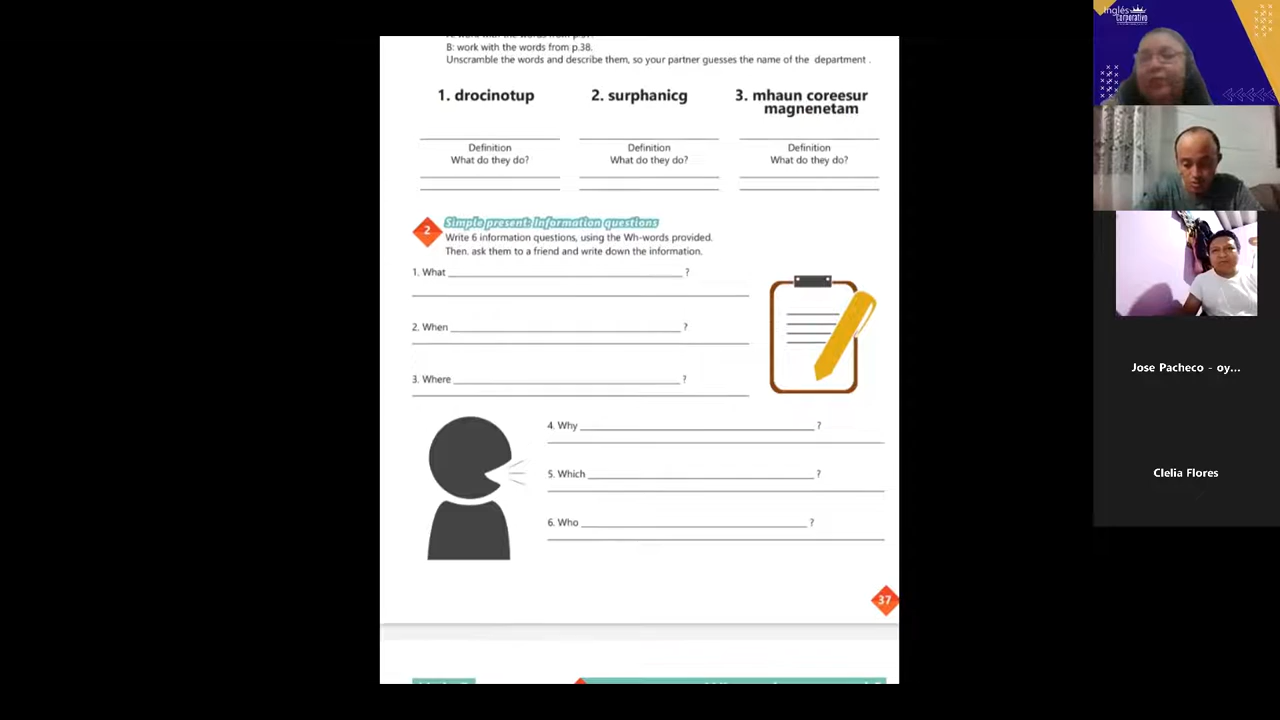 B: work with the words from p.38.
Unscramble the words and describe them, so your partner guesses the name of the department .
1. drocinotup
2. surphanicg
3. mhaun coreesur
magnenetam
Definition
What do they do?
Definition
What do they do?
Definition
What do they do?
2
Simple present: Information questions
Write 6 information questions, using the Wh-words provided.
Then. ask them to a friend and write down the information.
1. What ?
2. When ?
3. Where ?
4. Why ?
5. Which ?
6. Who ?
37
Inglés
Corporativo
Jose Pacheco - oy...
Clelia Flores